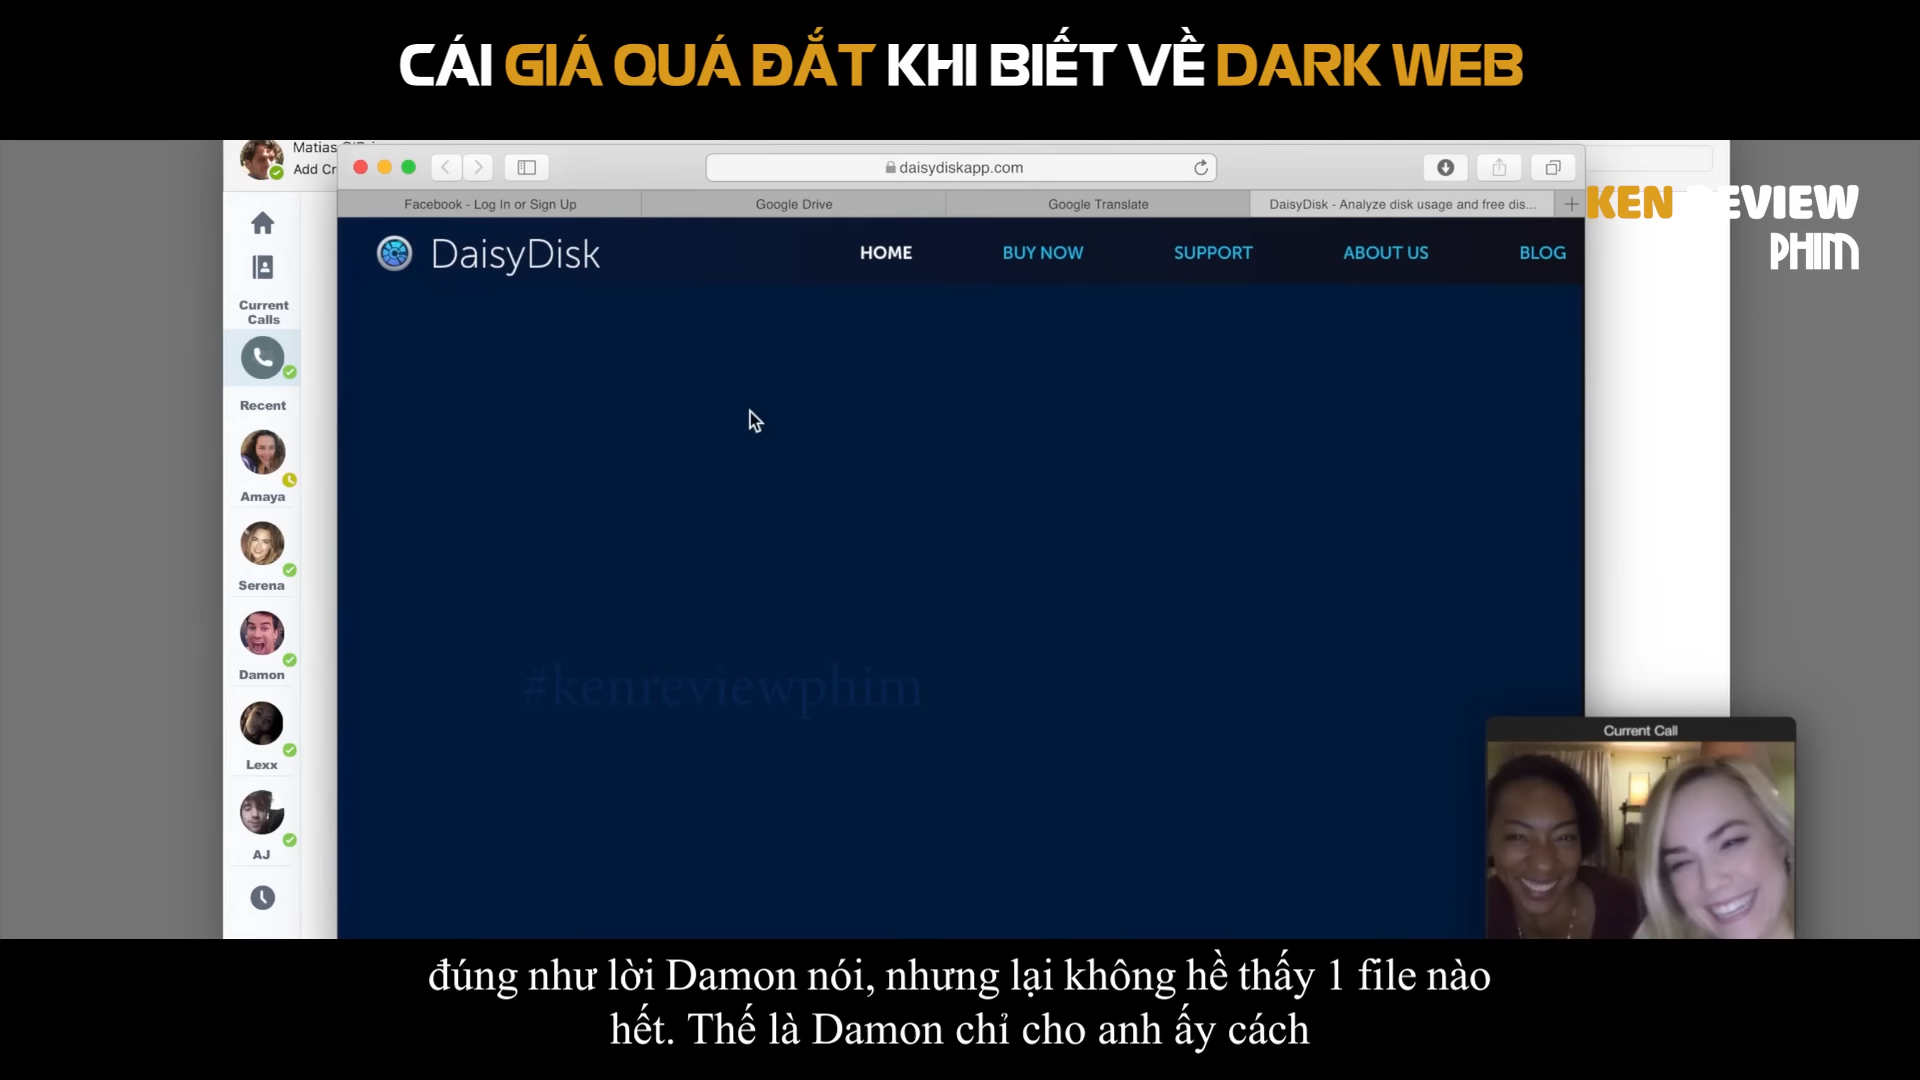 CÁI GIÁ QUÁ ĐẮT KHI BIẾT VỀ DARK WEB
Matias
Add Cr
daisydiskapp.com
Facebook - Log In or Sign Up
Google Drive
Google Translate
DaisyDisk - Analyze disk usage and free dis...
KEN REVIEW
PHIM
DaisyDisk
HOME
BUY NOW
SUPPORT
ABOUT US
BLOG
Current
Calls
Recent
Amaya
Serena
Damon
Lexx
AJ
#kenreviewphim
Current Call
đúng như lời Damon nói, nhưng lại không hề thấy 1 file nào
hết. Thế là Damon chỉ cho anh ấy cách